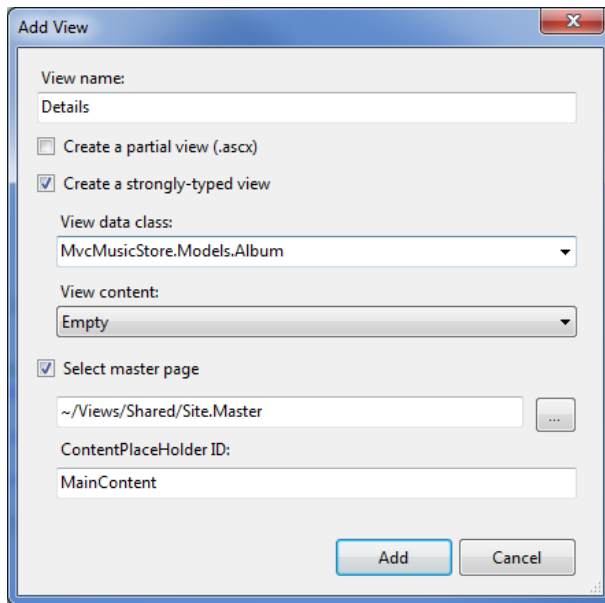 Add View
View name:
Details
Create a partial view (.ascx)
Create a strongly-typed view
View data class:
MvcMusicStore.Models.Album
View content:
Empty
Select master page
~/Views/Shared/Site.Master
...
ContentPlaceHolder ID:
MainContent
Add
Cancel